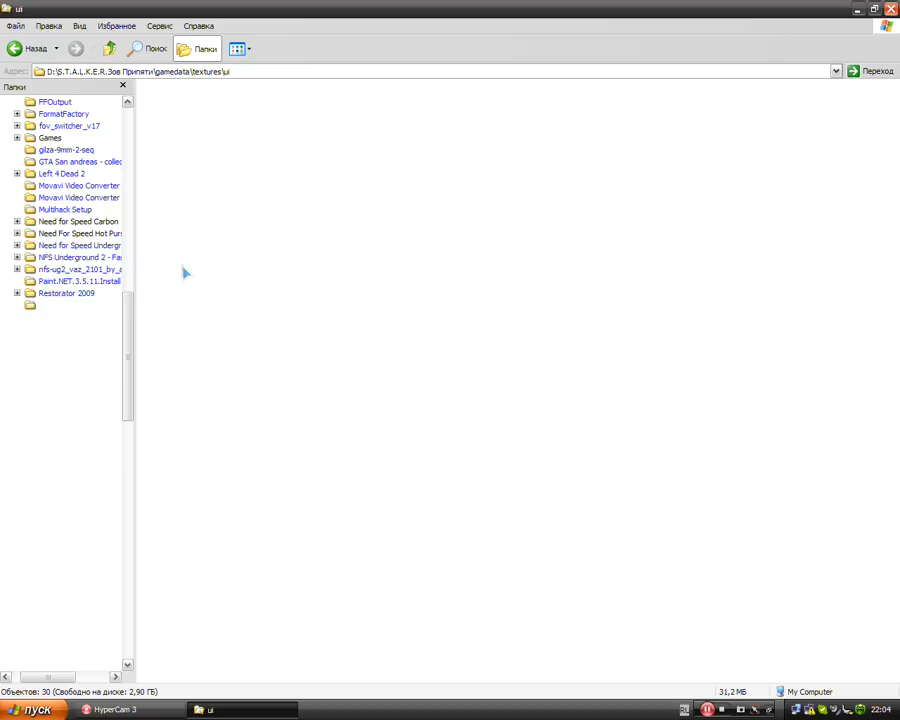 ui
Файл Правка Вид Избранное Сервис Справка
Назад Поиск Папки
Адрес: D:\S.T.A.L.K.E.R.Зов Припяти\gamedata\textures\ui Переход
Папки
FFOutput
FormatFactory
fov_switcher_v17
Games
gilza-9mm-2-seq
GTA San andreas - collec
Left 4 Dead 2
Movavi Video Converter
Movavi Video Converter
Multihack Setup
Need for Speed Carbon
Need For Speed Hot Purs
Need for Speed Undergr
NFS Underground 2 - Fas
nfs-ug2_vaz_2101_by_a
Paint.NET.3.5.11.Install
Restorator 2009
Объектов: 30 (Свободно на диске: 2,90 ГБ) 31,2 МБ My Computer
пуск HyperCam 3 ui 22:04